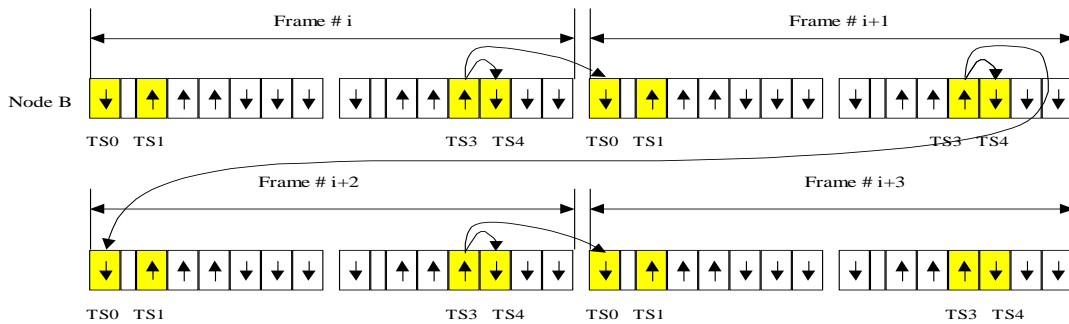 Frame # i Frame # i+1
Node B
TS0 TS1 TS3 TS4 TS0 TS1 TS3 TS4
Frame # i+2 Frame # i+3
TS0 TS1 TS3 TS4 TS0 TS1 TS3 TS4